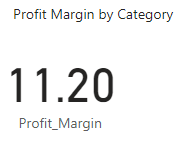 Profit Margin by Category
11.20
Profit_Margin